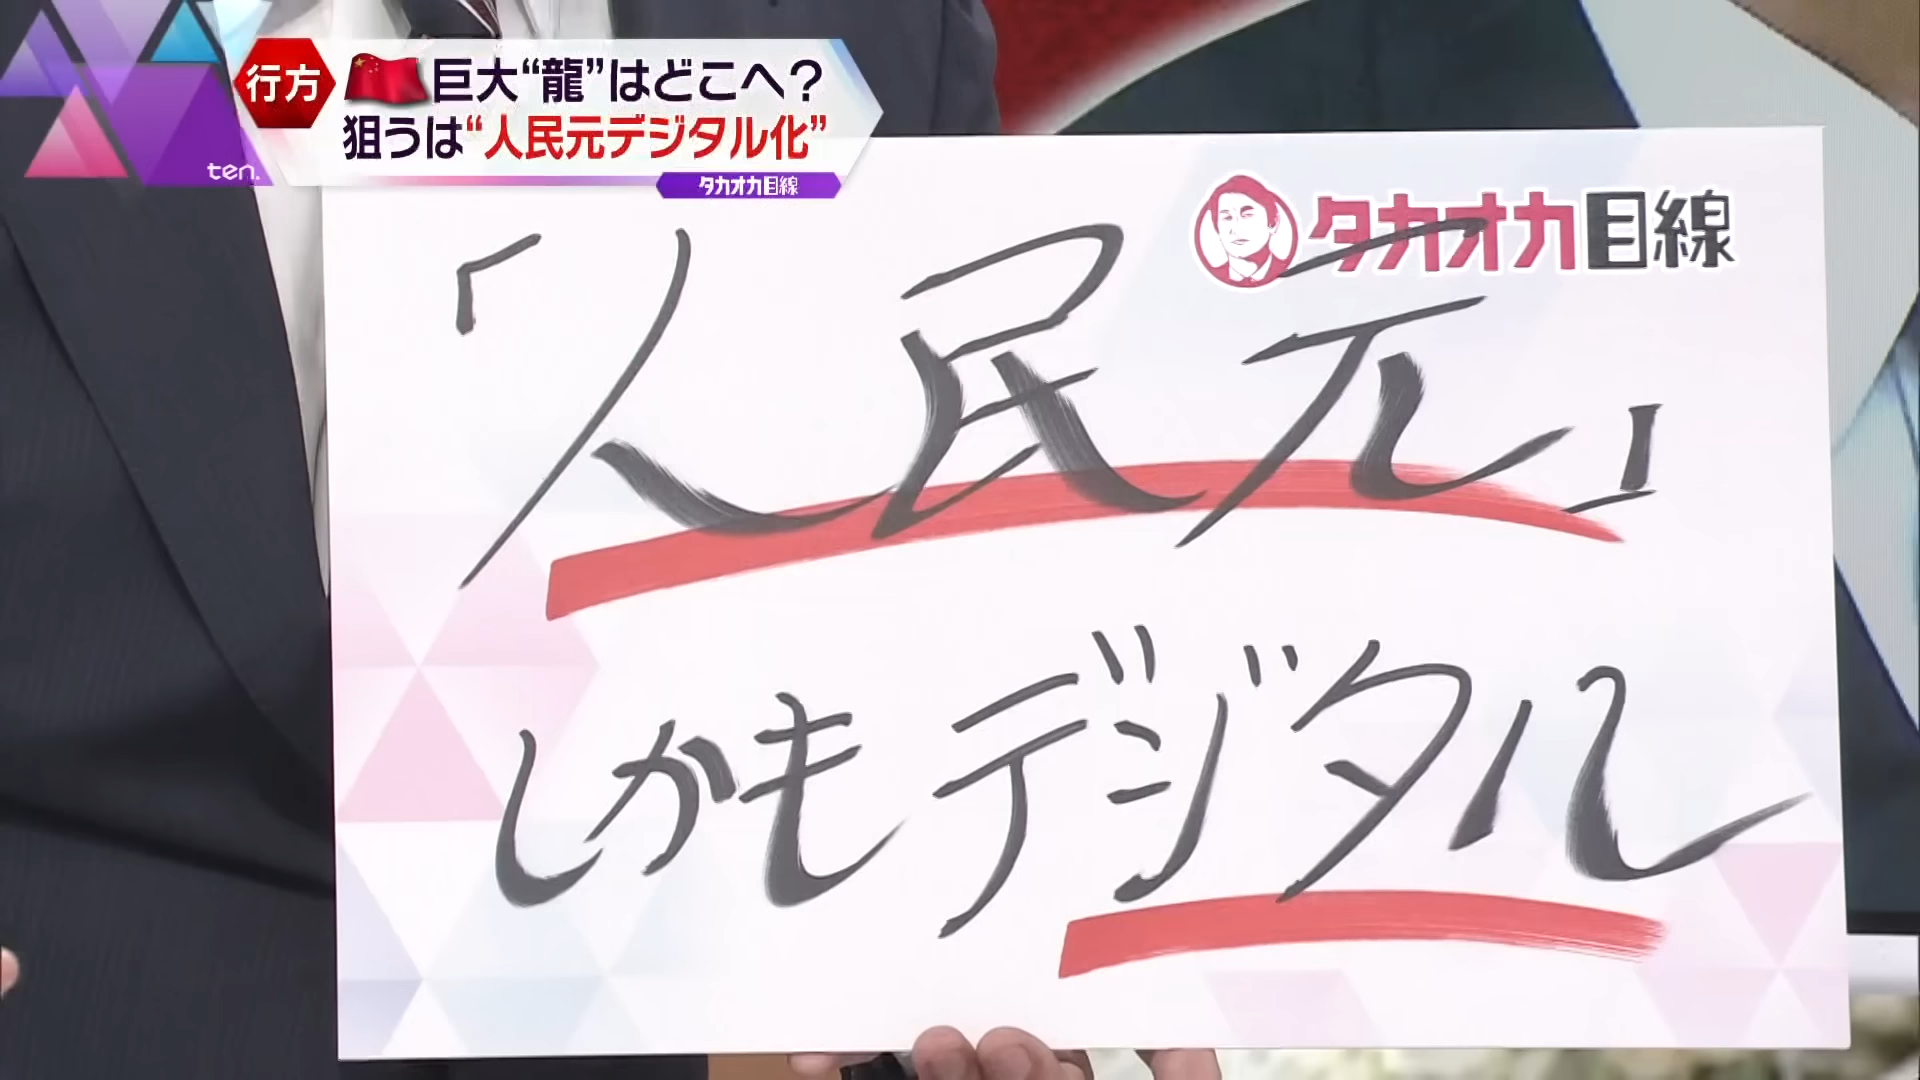 行方
巨大“龍”はどこへ?
狙うは“人民元デジタル化”
ten.
タカオカ目線
タカオカ目線
「人民元」
しかもデジタル